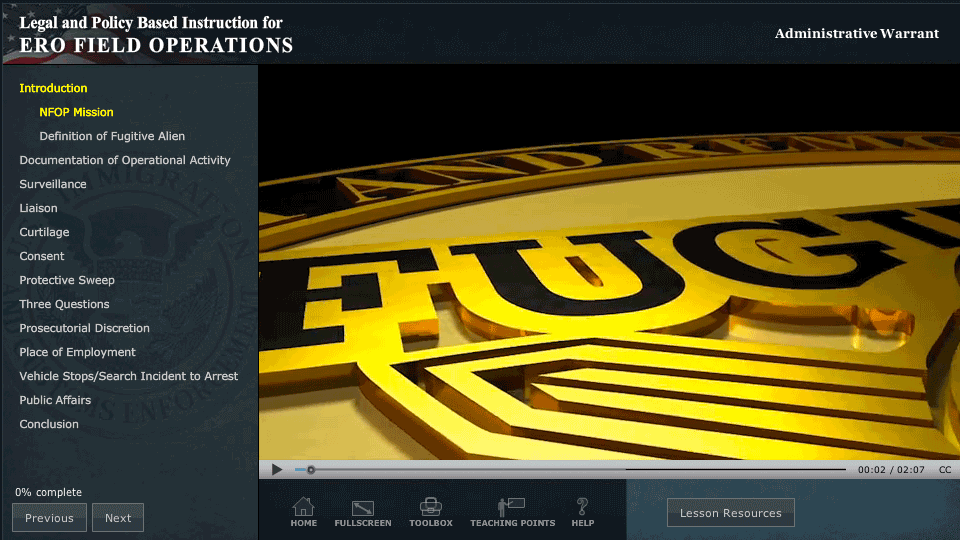 Legal and Policy Based Instruction for
ERO FIELD OPERATIONS
Administrative Warrant
Introduction
NFOP Mission
Definition of Fugitive Alien
Documentation of Operational Activity
Surveillance
Liaison
Curtilage
Consent
Protective Sweep
Three Questions
Prosecutorial Discretion
Place of Employment
Vehicle Stops/Search Incident to Arrest
Public Affairs
Conclusion
0% complete
Previous
Next
AND REMO
FUGI
00:02 / 02:07
CC
HOME
FULLSCREEN
TOOLBOX
TEACHING POINTS
HELP
Lesson Resources